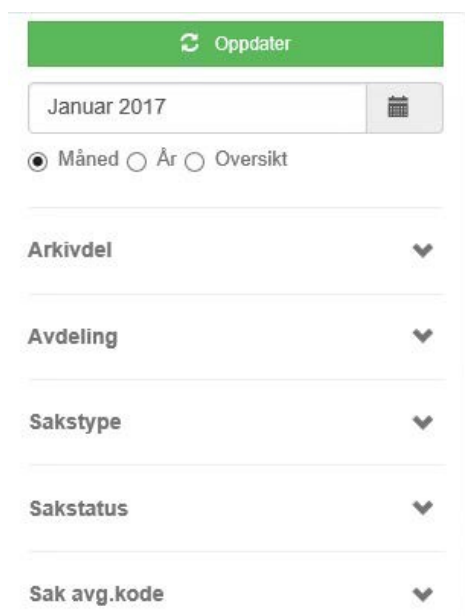 Oppdater
Januar 2017
Måned År Oversikt
Arkivdel
Avdeling
Sakstype
Sakstatus
Sak avg.kode